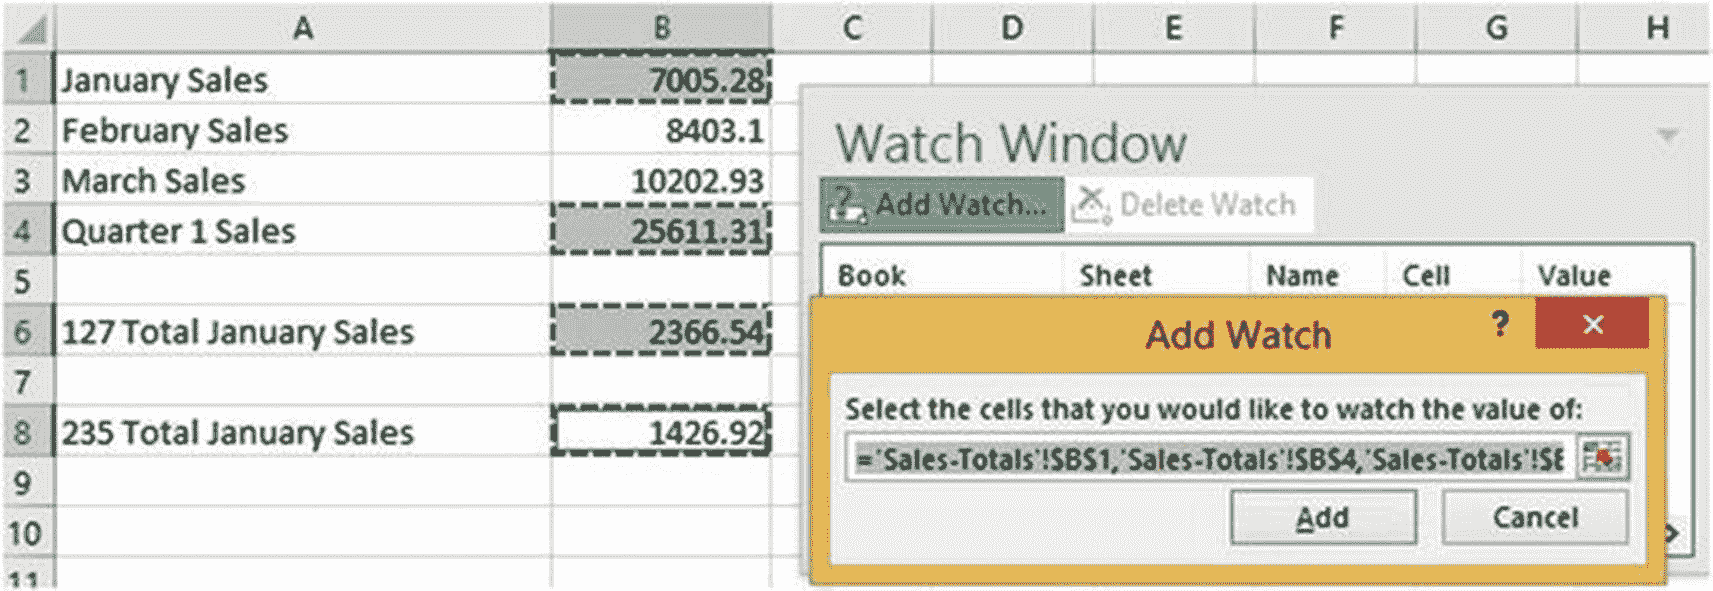 A B C D E F G H
1 January Sales 7005.28
2 February Sales 8403.1
3 March Sales 10202.93
4 Quarter 1 Sales 25611.31
5
6 127 Total January Sales 2366.54
7
8 235 Total January Sales 1426.92
9
10
11
Watch Window
Add Watch... Delete Watch
Book Sheet Name Cell Value
Add Watch ?
Select the cells that you would like to watch the value of:
='Sales-Totals'!$B$1,'Sales-Totals'!$B$4,'Sales-Totals'!$B
Add Cancel